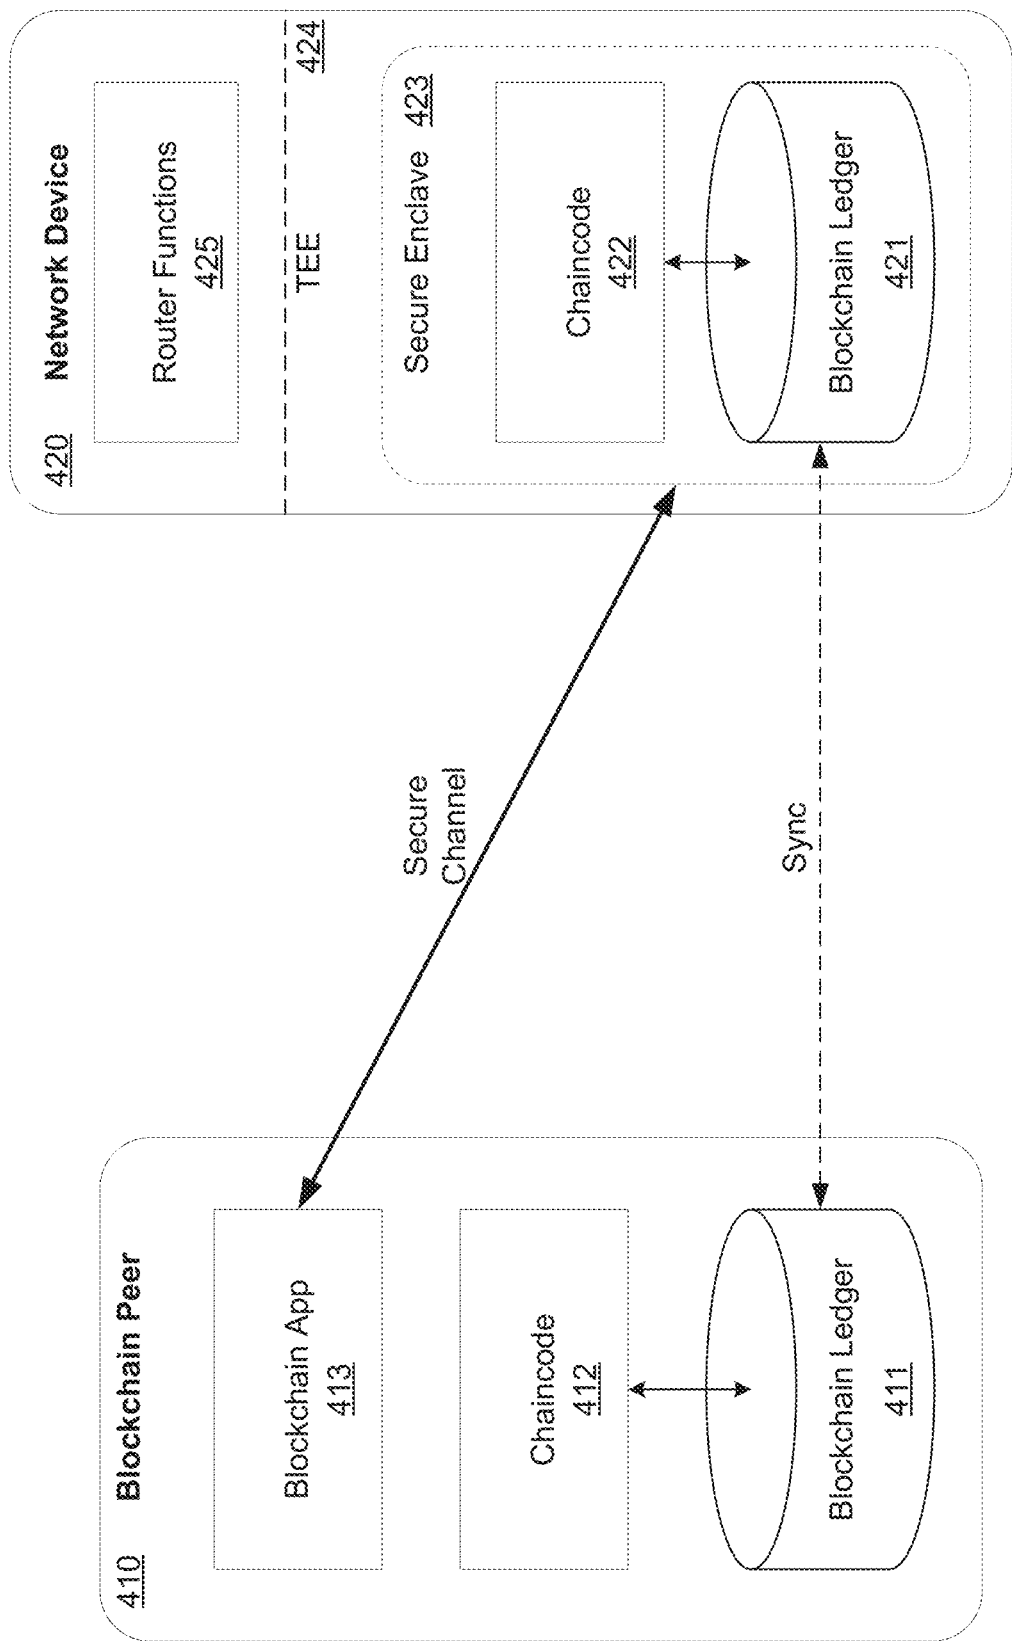 410 Blockchain Peer
Blockchain App
413
Chaincode
412
Blockchain Ledger
411
Secure
Channel
Sync
420 Network Device
Router Functions
425
TEE 424
Secure Enclave 423
Chaincode
422
Blockchain Ledger
421